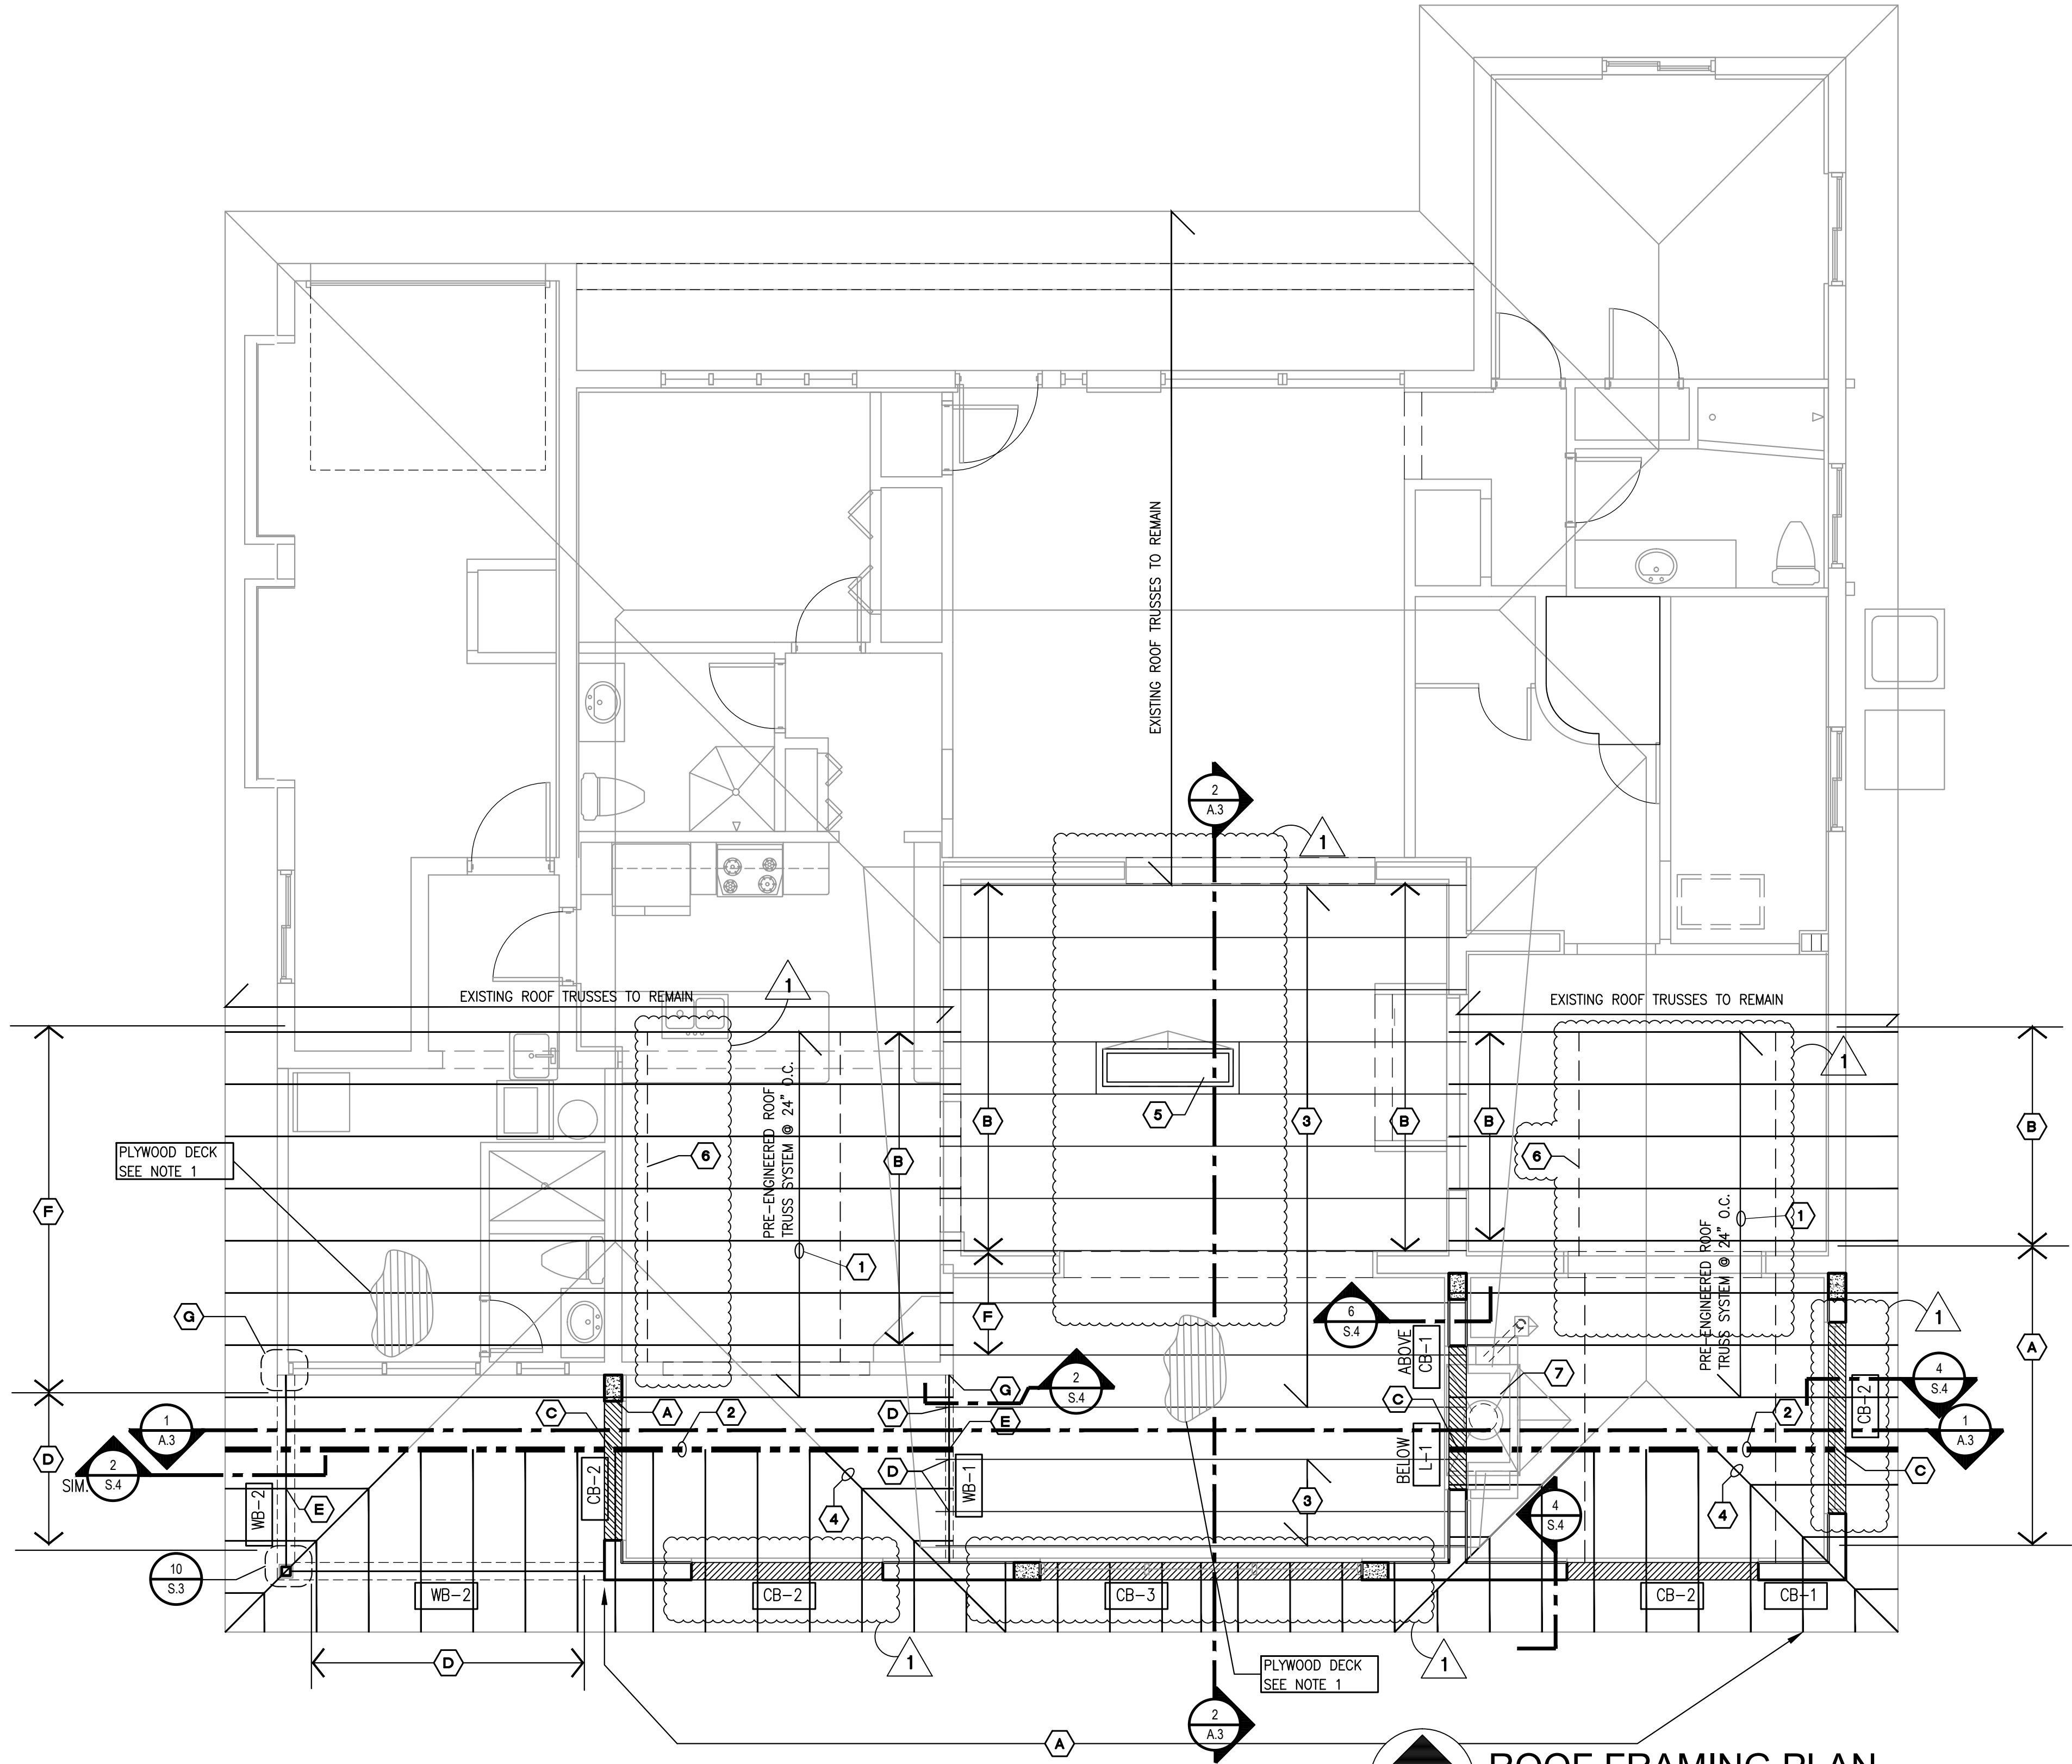 EXISTING ROOF TRUSSES TO REMAIN
2
A.3
1
1
EXISTING ROOF TRUSSES TO REMAIN
EXISTING ROOF TRUSSES TO REMAIN
1
B
5
3
B
B
B
6
B
6
PLYWOOD DECK
SEE NOTE 1
F
PRE-ENGINEERED ROOF
TRUSS SYSTEM @ 24" O.C.
1
1
PRE-ENGINEERED ROOF
TRUSS SYSTEM @ 24" O.C.
G
F
6
S.4
ABOVE
CB-1
1
A
7
G
2
S.4
4
S.4
CB-2
C
A
2
D
E
C
2
1
A.3
1
A.3
D
2
S.4
SIM.
WB-2
E
CB-2
4
D
WB-1
BELOW
L-1
3
4
S.4
4
C
10
S.3
WB-2
CB-2
CB-3
CB-2
CB-1
D
1
1
PLYWOOD DECK
SEE NOTE 1
2
A.3
A